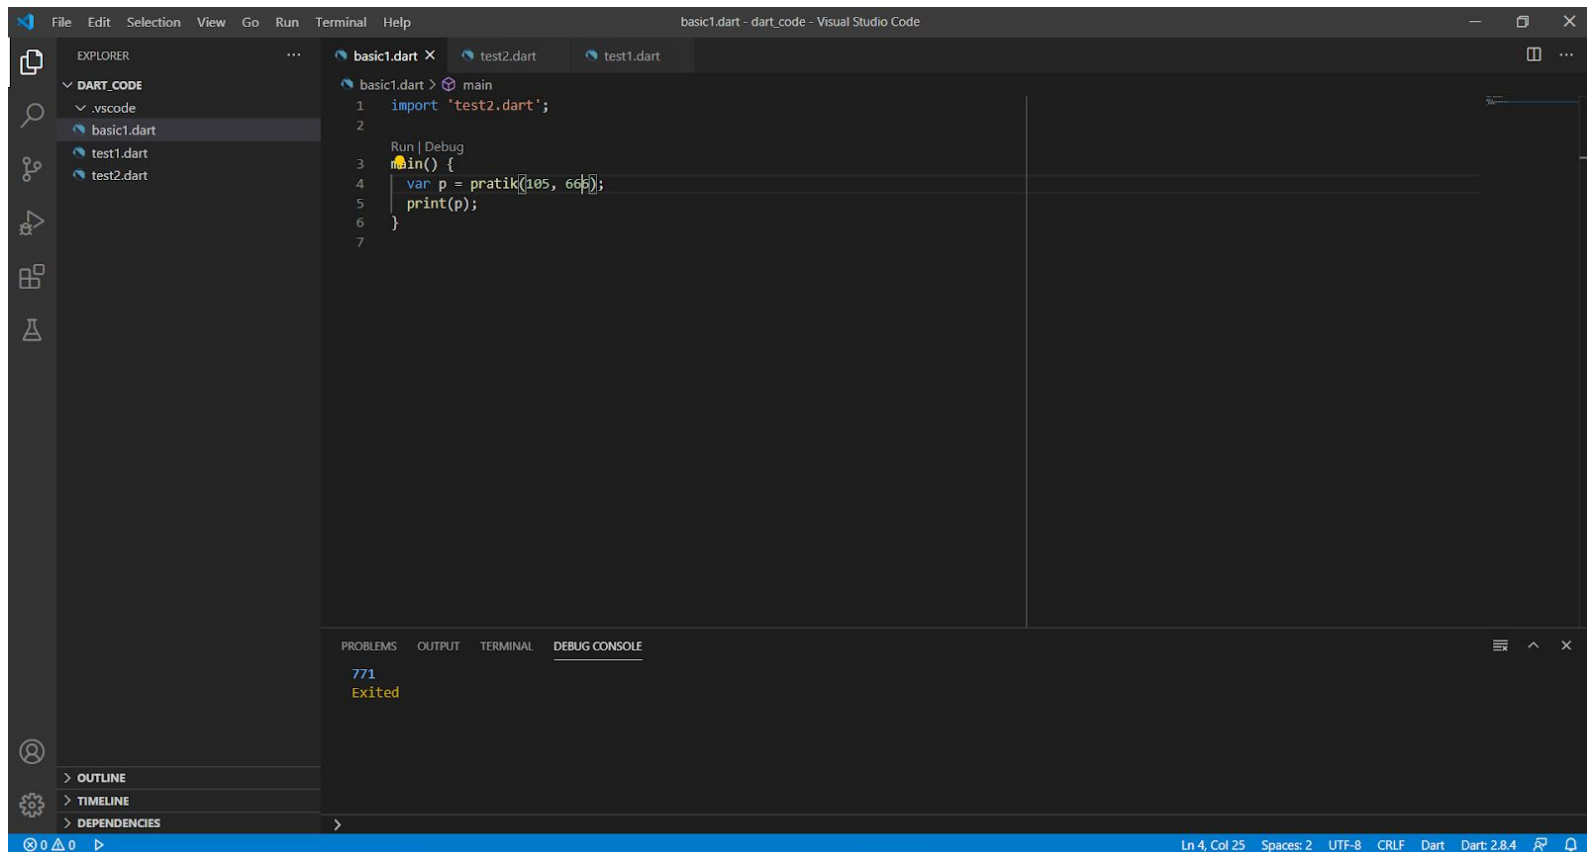 File Edit Selection View Go Run Terminal Help
basic1.dart - dart_code - Visual Studio Code
EXPLORER
DART_CODE
.vscode
basic1.dart
test1.dart
test2.dart
OUTLINE
TIMELINE
DEPENDENCIES
basic1.dart test2.dart test1.dart
basic1.dart > main
1 import 'test2.dart';
2
Run | Debug
3 main() {
4 var p = pratik(105, 666);
5 print(p);
6 }
7
PROBLEMS OUTPUT TERMINAL DEBUG CONSOLE
771
Exited
>
0 0 Ln 4, Col 25 Spaces: 2 UTF-8 CRLF Dart Dart: 2.8.4